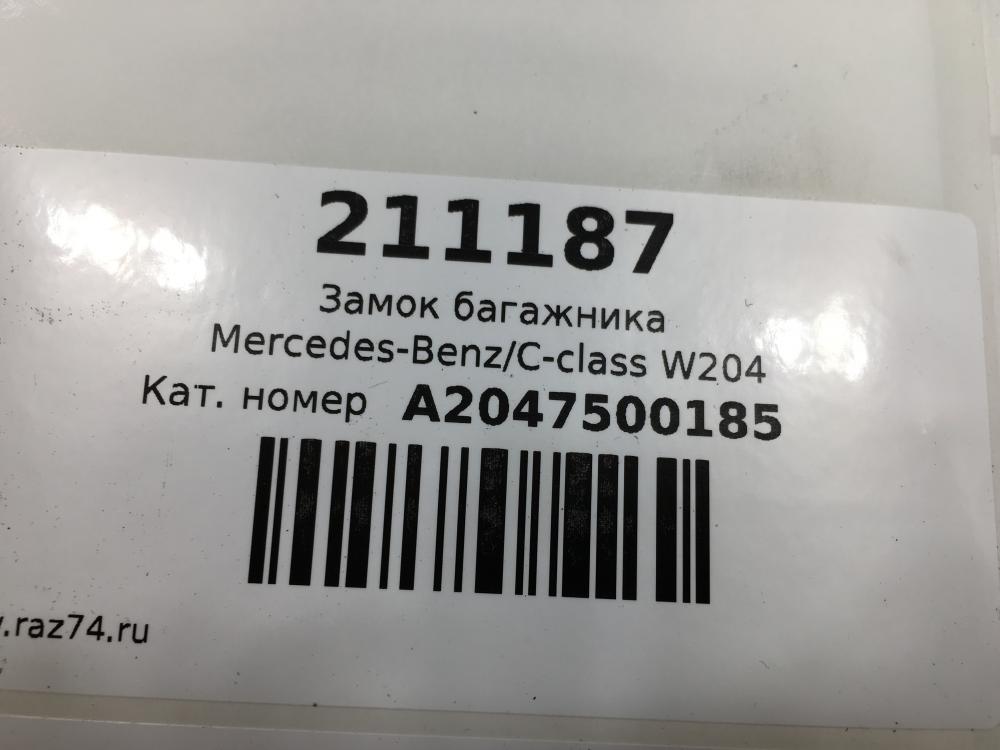 211187
Замок багажника
Mercedes-Benz/C-class W204
Кат. номер A2047500185
.raz74.ru